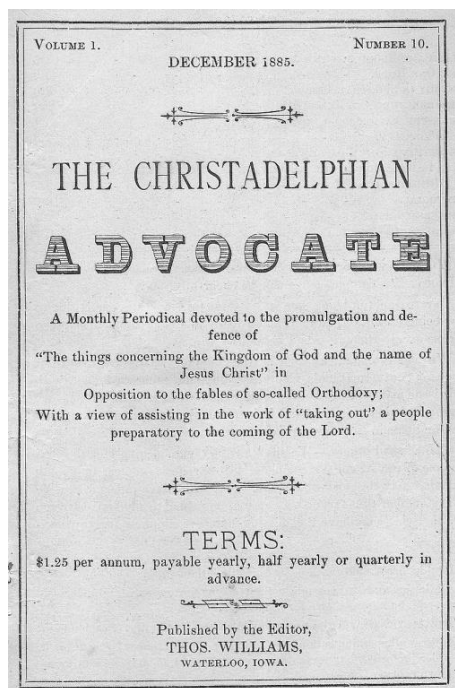 VOLUME 1. NUMBER 10.
DECEMBER 1885.
THE CHRISTADELPHIAN
ADVOCATE
A Monthly Periodical devoted to the promulgation and de-
fence of
“The things concerning the Kingdom of God and the name of
Jesus Christ” in
Opposition to the fables of so-called Orthodoxy;
With a view of assisting in the work of “taking out” a people
preparatory to the coming of the Lord.
TERMS:
$1.25 per annum, payable yearly, half yearly or quarterly in
advance.
Published by the Editor,
THOS. WILLIAMS,
WATERLOO, IOWA.